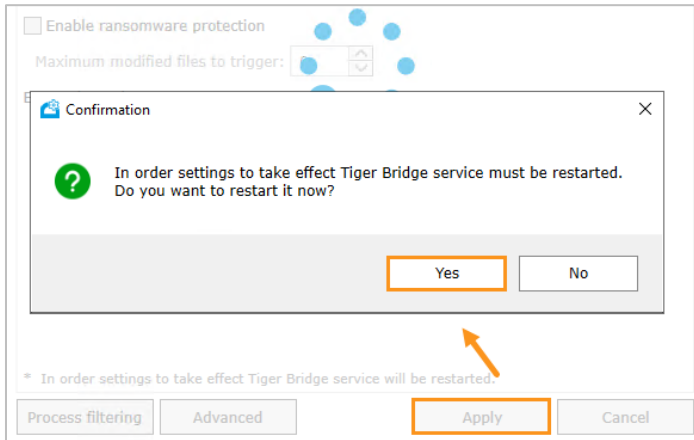 Enable ransomware protection
Maximum modified files to trigger:
Confirmation
In order settings to take effect Tiger Bridge service must be restarted.
Do you want to restart it now?
Yes
No
* In order settings to take effect Tiger Bridge service will be restarted.
Process filtering
Advanced
Apply
Cancel